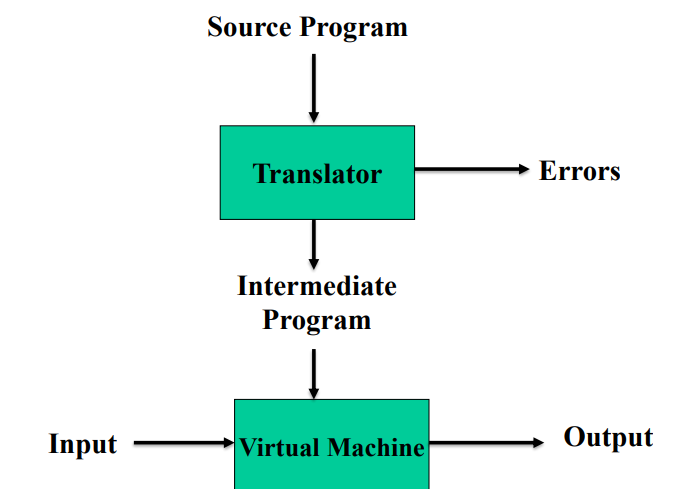 Source Program
Translator
Errors
Intermediate
Program
Input
Virtual Machine
Output